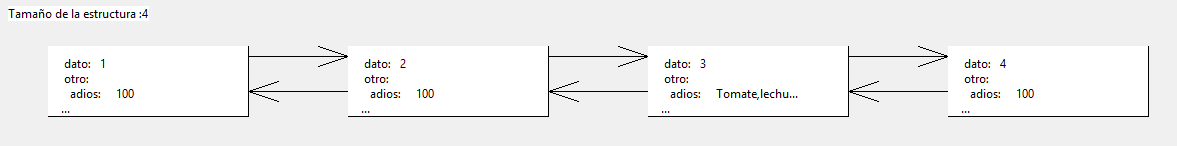 Tamaño de la estructura :4
dato: 1
otro:
adios: 100
...
dato: 2
otro:
adios: 100
...
dato: 3
otro:
adios: Tomate,lechu...
...
dato: 4
otro:
adios: 100
...